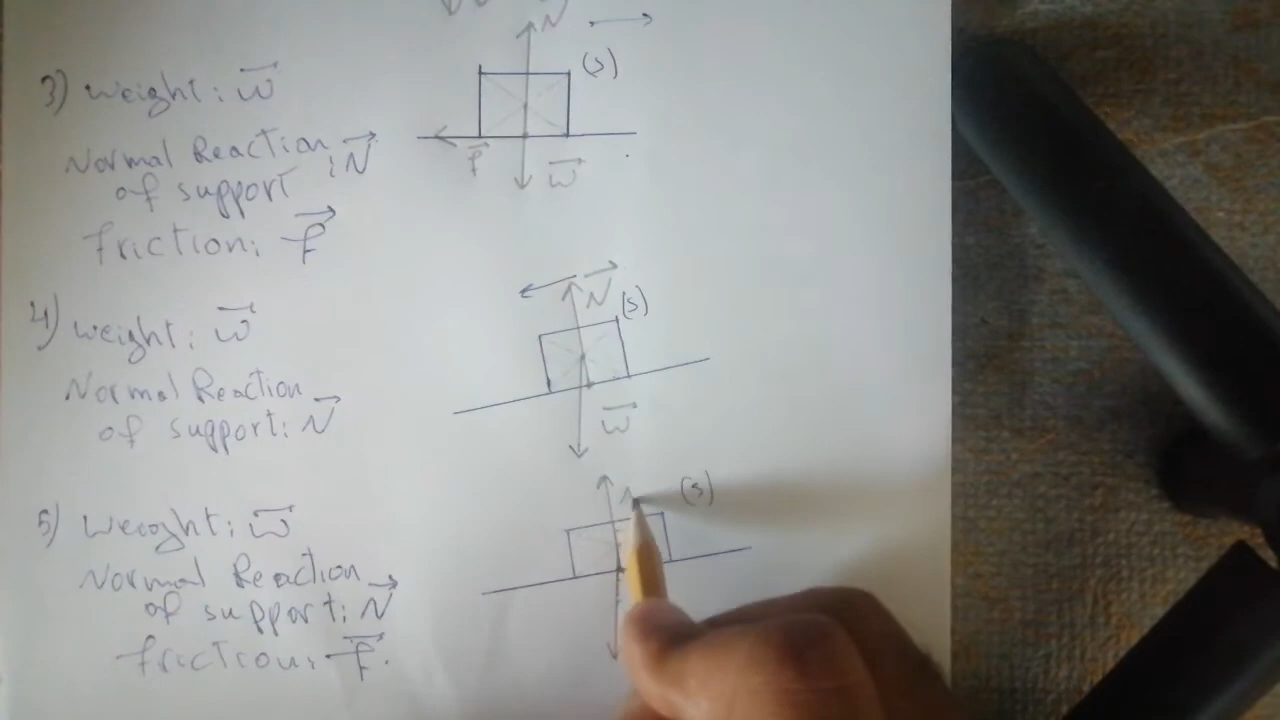 3) Weight: W
Normal Reaction
of support : N
friction: f
N
(s)
f W
4) Weight: W
Normal Reaction
of support: N
N
(s)
W
5) Weoght: W
Normal Reaction
of support: N
friction: f.
(s)